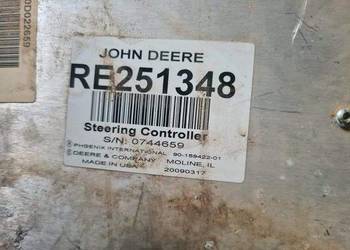 00D022659
JOHN DEERE
RE251348
Steering Controller
S/N: 0744659
℗ PHOENIX INTERNATIONAL 90-159422-01
© DEERE & COMPANY MOLINE, IL
MADE IN USA 20090317